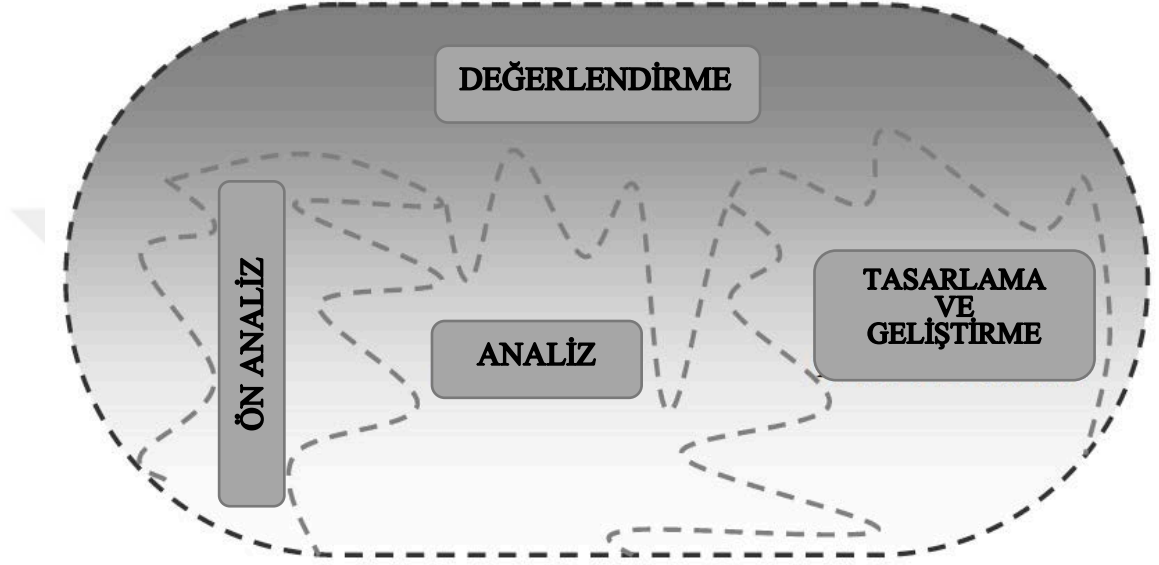 DEĞERLENDİRME
ÖN ANALİZ
ANALİZ
TASARLAMA
VE
GELİŞTİRME